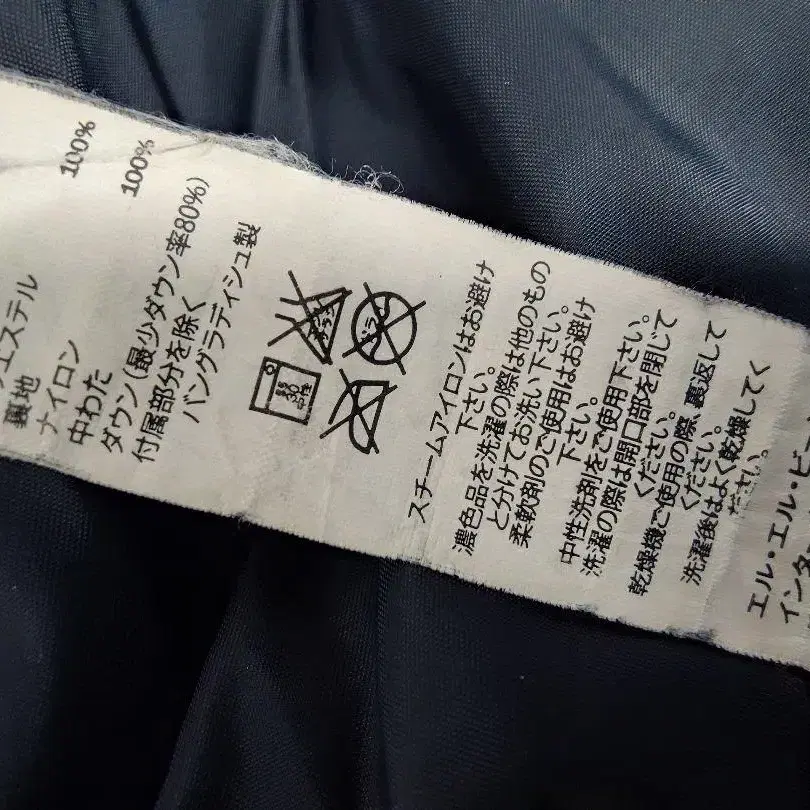 エステル 100%
裏地
ナイロン 100%
中わた
ダウン(最少ダウン率80%)
付属部分を除く
バングラディシュ製
ドライ
30
スチームアイロンはお避け
下さい。
濃色品を洗濯の際は他のもの
と分けてお洗い下さい。
柔軟剤のご使用はお避け
下さい。
中性洗剤をご使用下さい。
洗濯の際は開口部を閉じて
ください。
乾燥機ご使用の際、裏返して
ください。
洗濯後はよく乾燥してく
ださい。
エル・エル・ビー
インタ